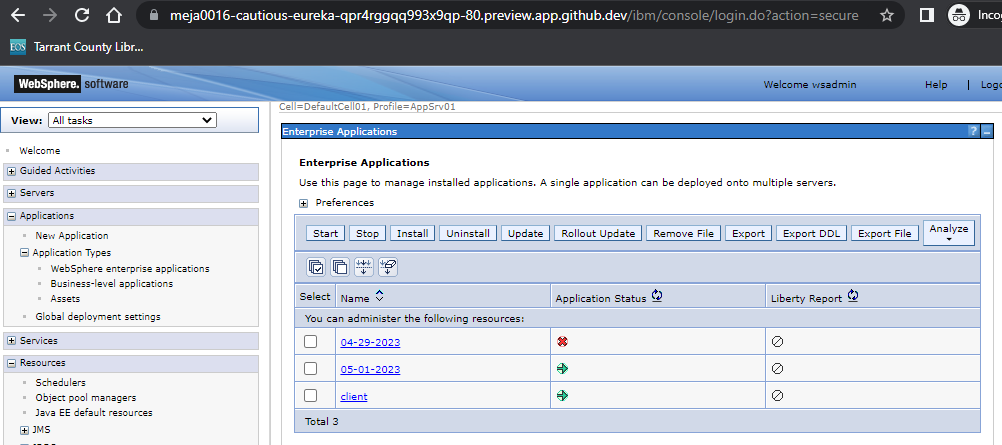 meja0016-cautious-eureka-qpr4rggqq993x9qp-80.preview.app.github.dev/ibm/console/login.do?action=secure
Inco
EOS Tarrant County Libr...
WebSphere. software
Welcome wsadmin
Help | Logo
Cell=DefaultCell01, Profile=AppSrv01
View: All tasks
Welcome
Guided Activities
Servers
Applications
New Application
Application Types
WebSphere enterprise applications
Business-level applications
Assets
Global deployment settings
Services
Resources
Schedulers
Object pool managers
Java EE default resources
JMS
Enterprise Applications ? -
Enterprise Applications
Use this page to manage installed applications. A single application can be deployed onto multiple servers.
Preferences
Start Stop Install Uninstall Update Rollout Update Remove File Export Export DDL Export File Analyze
Select Name Application Status Liberty Report
You can administer the following resources:
04-29-2023
05-01-2023
client
Total 3